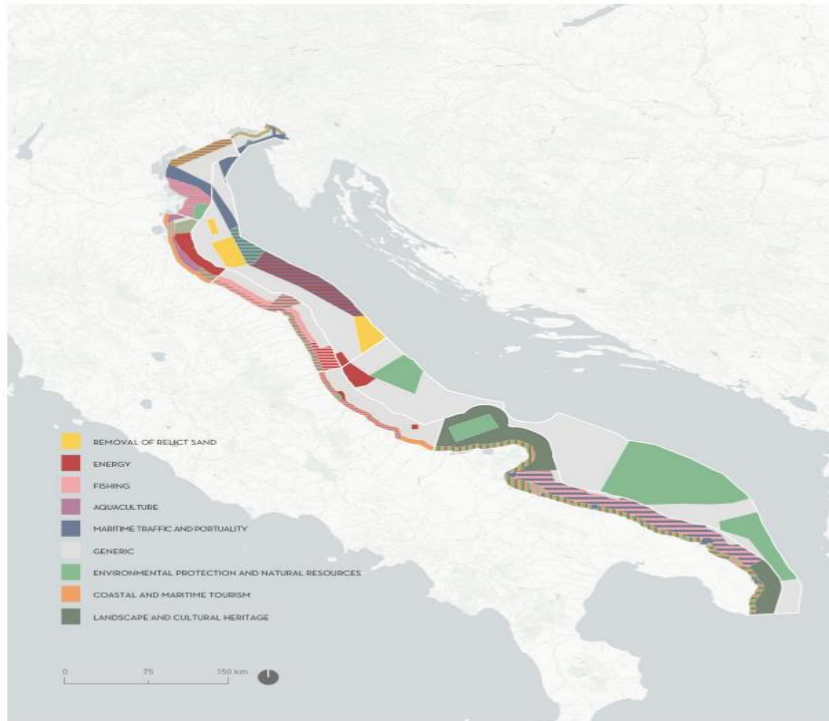 REMOVAL OF RELICT SAND
ENERGY
FISHING
AQUACULTURE
MARITIME TRAFFIC AND PORTUALITY
GENERIC
ENVIRONMENTAL PROTECTION AND NATURAL RESOURCES
COASTAL AND MARITIME TOURISM
LANDSCAPE AND CULTURAL HERITAGE
0 75 150 km